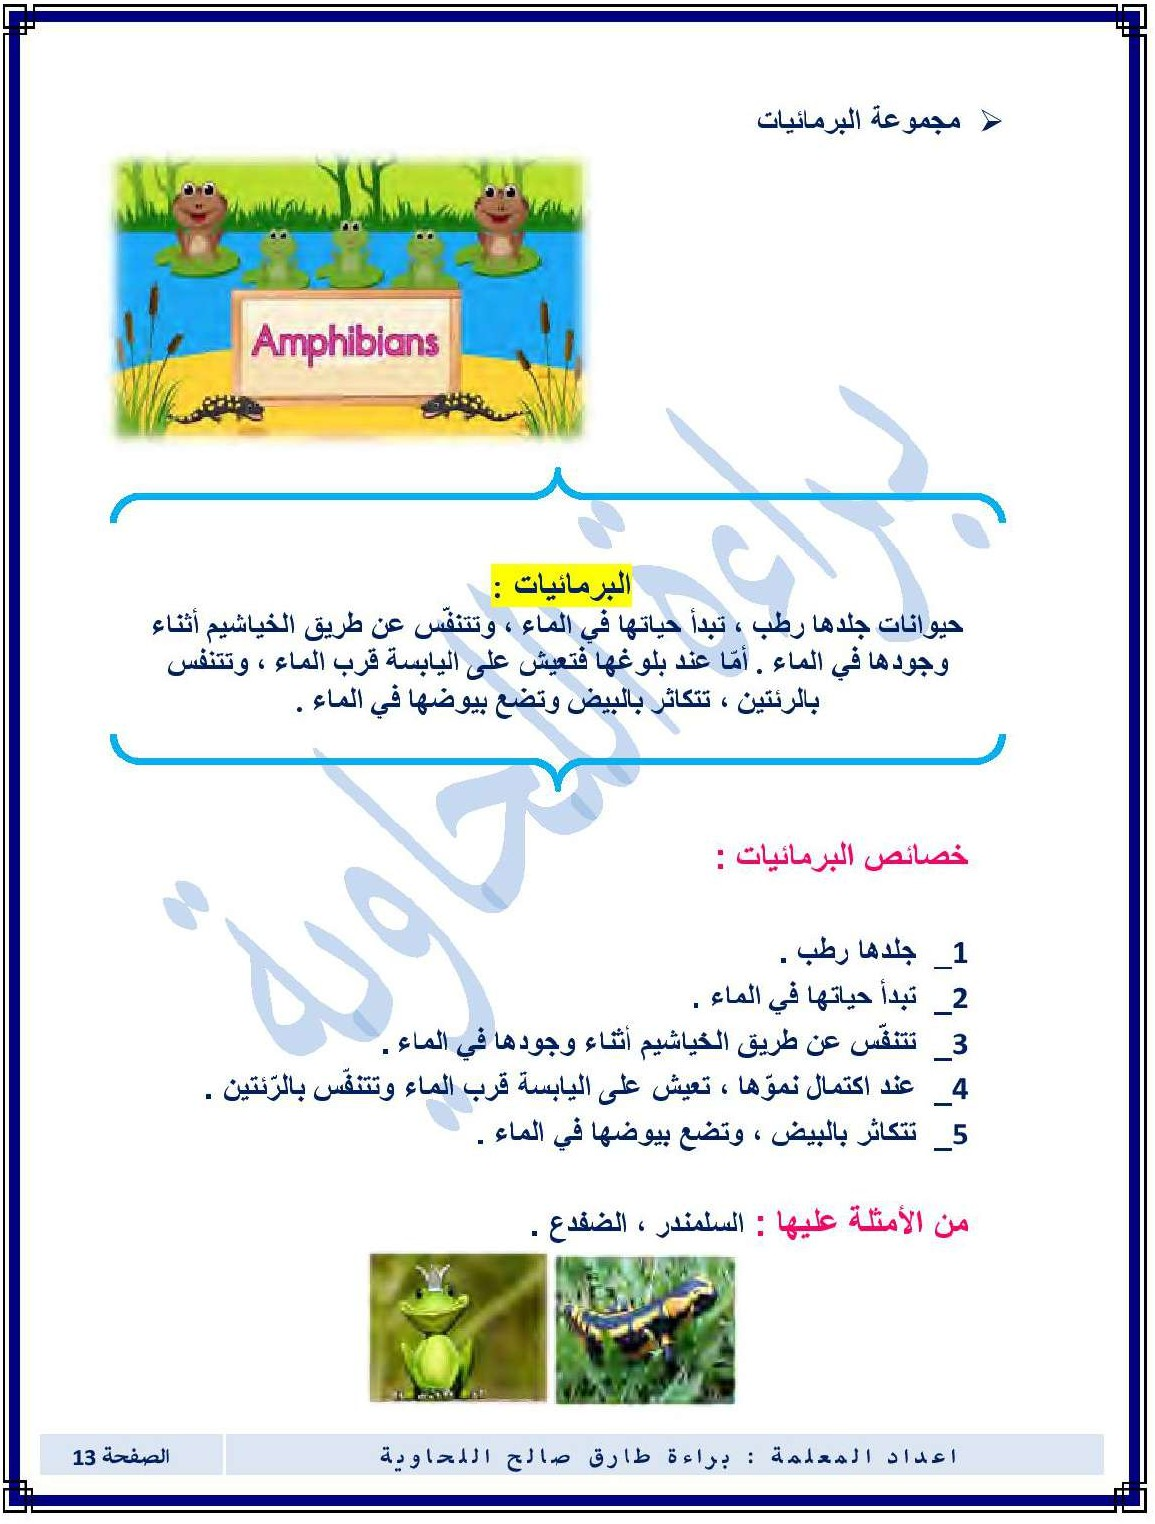 مجموعة البرمائيات
Amphibians
البرمائيات :
حيوانات جلدها رطب ، تبدأ حياتها في الماء ، وتتنفّس عن طريق الخياشيم أثناء
وجودها في الماء . أمّا عند بلوغها فتعيش على اليابسة قرب الماء ، وتتنفس
بالرئتين ، تتكاثر بالبيض وتضع بيوضها في الماء .
براءة اللحاوية
خصائص البرمائيات :
1_ جلدها رطب .
2_ تبدأ حياتها في الماء .
3_ تتنفّس عن طريق الخياشيم أثناء وجودها في الماء .
4_ عند اكتمال نموّها ، تعيش على اليابسة قرب الماء وتتنفّس بالرّئتين .
5_ تتكاثر بالبيض ، وتضع بيوضها في الماء .
من الأمثلة عليها : السلمندر ، الضفدع .
اعداد المعلمة : براءة طارق صالح اللحاوية
الصفحة 13